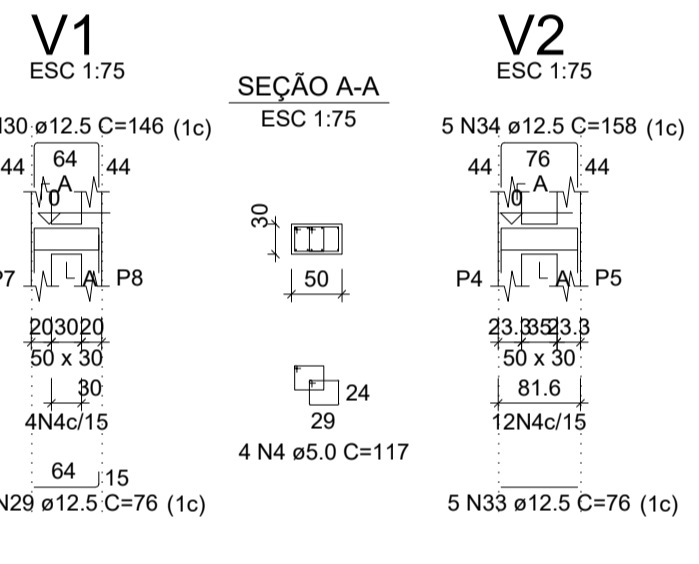 V1
ESC 1:75
N30 ø12.5 C=146 (1c)
44 64 44
A
0
A
P7 P8
20 30 20
50 x 30
30
4N4c/15
64 15
N29 ø12.5 C=76 (1c)
SEÇÃO A-A
ESC 1:75
30
50
24
29
4 N4 ø5.0 C=117
V2
ESC 1:75
5 N34 ø12.5 C=158 (1c)
44 76 44
A
0
A
P4 P5
23.3 35 23.3
50 x 30
81.6
12N4c/15
5 N33 ø12.5 C=76 (1c)